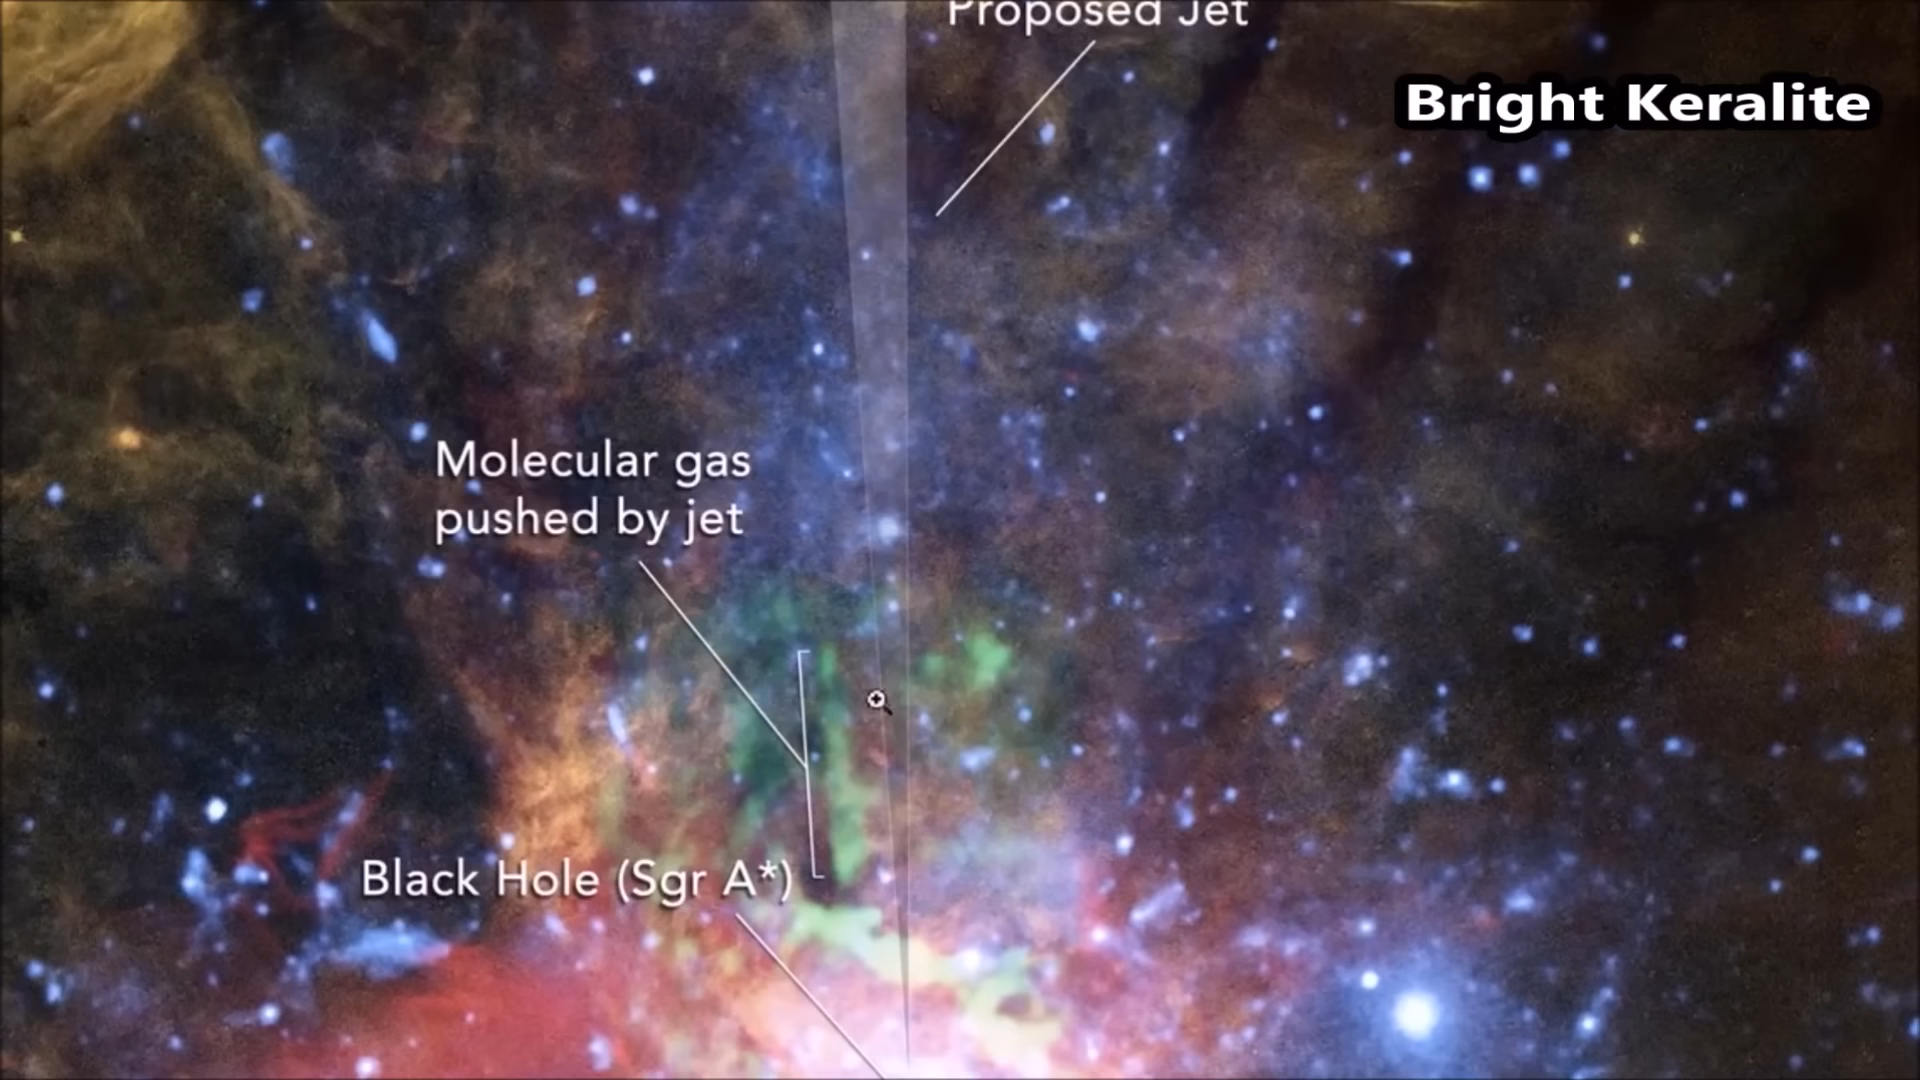 Proposed Jet
Bright Keralite
Molecular gas
pushed by jet
Black Hole (Sgr A*)